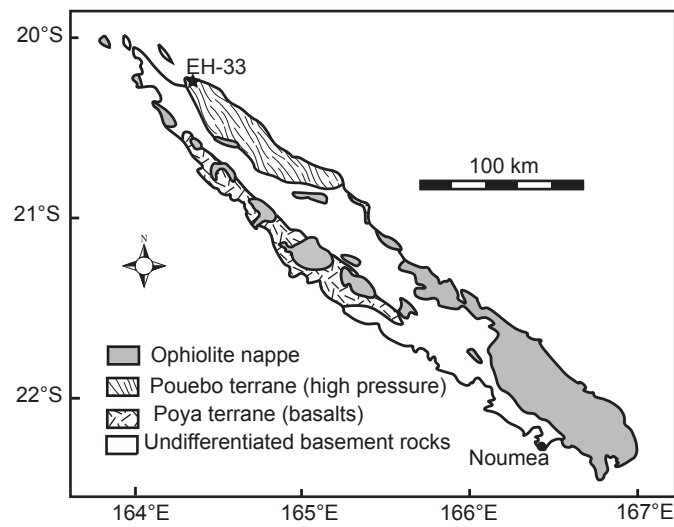 20°S
EH-33
100 km
21°S
N
Ophiolite nappe
Pouebo terrane (high pressure)
22°S
Poya terrane (basalts)
Undifferentiated basement rocks
Noumea
164°E
165°E
166°E
167°E